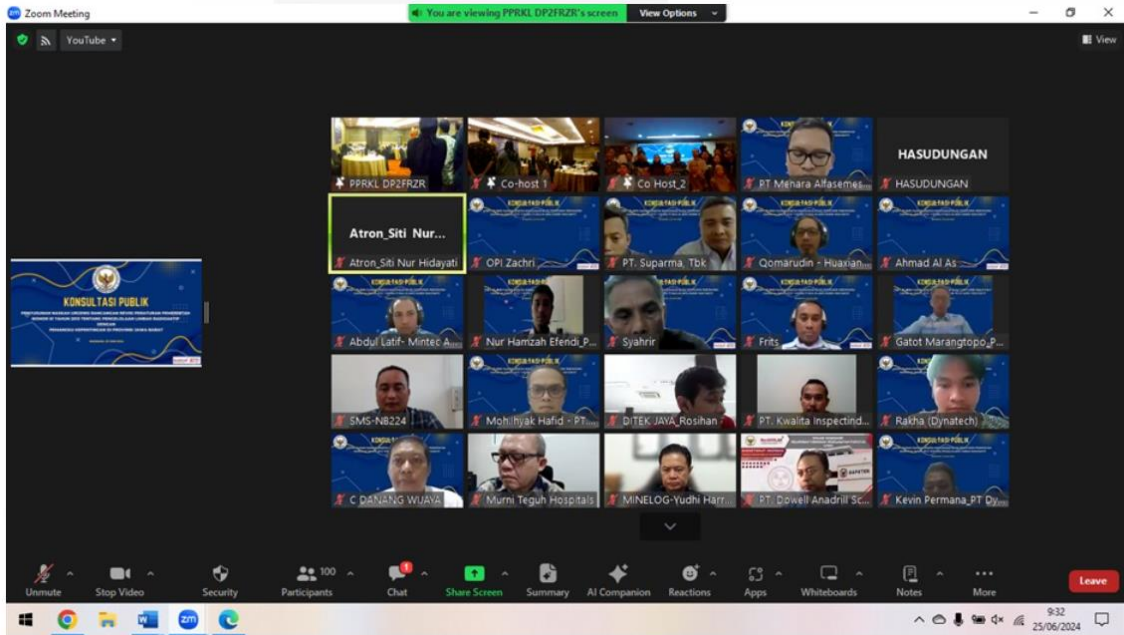 Zoom Meeting
You are viewing PPRKL DP2FRZR's screen
View Options
YouTube
View
PPRKL DP2FRZR
Co-host 1
Co Host_2
PT Menara Alfasemes...
HASUDUNGAN
HASUDUNGAN
Atron_Siti Nur...
Atron_Siti Nur Hidayati
OPI Zachri
PT. Suparma, Tbk
Qomarudin - Huaxian...
Ahmad Al As
KONSULTASI PUBLIK
Abdul Latif- Mintec A...
Nur Hamzah Efendi_P...
Syahrir
Frits
Gatot Marangtopo_P...
SMS-NB224
DITEK JAYA_Rosihan
PT. Kwalita Inspectind...
Rakha (Dynatech)
C DANANG WIJAYA
Murni Teguh Hospitals
MINELOG-Yudhi Harr...
PT. Dowell Anadrill Sc...
Kevin Permana_PT Dy...
Unmute
Stop Video
Security
Participants
100
Chat
1
Share Screen
Summary
AI Companion
Reactions
Apps
Whiteboards
Notes
More
Leave
9:32
25/06/2024